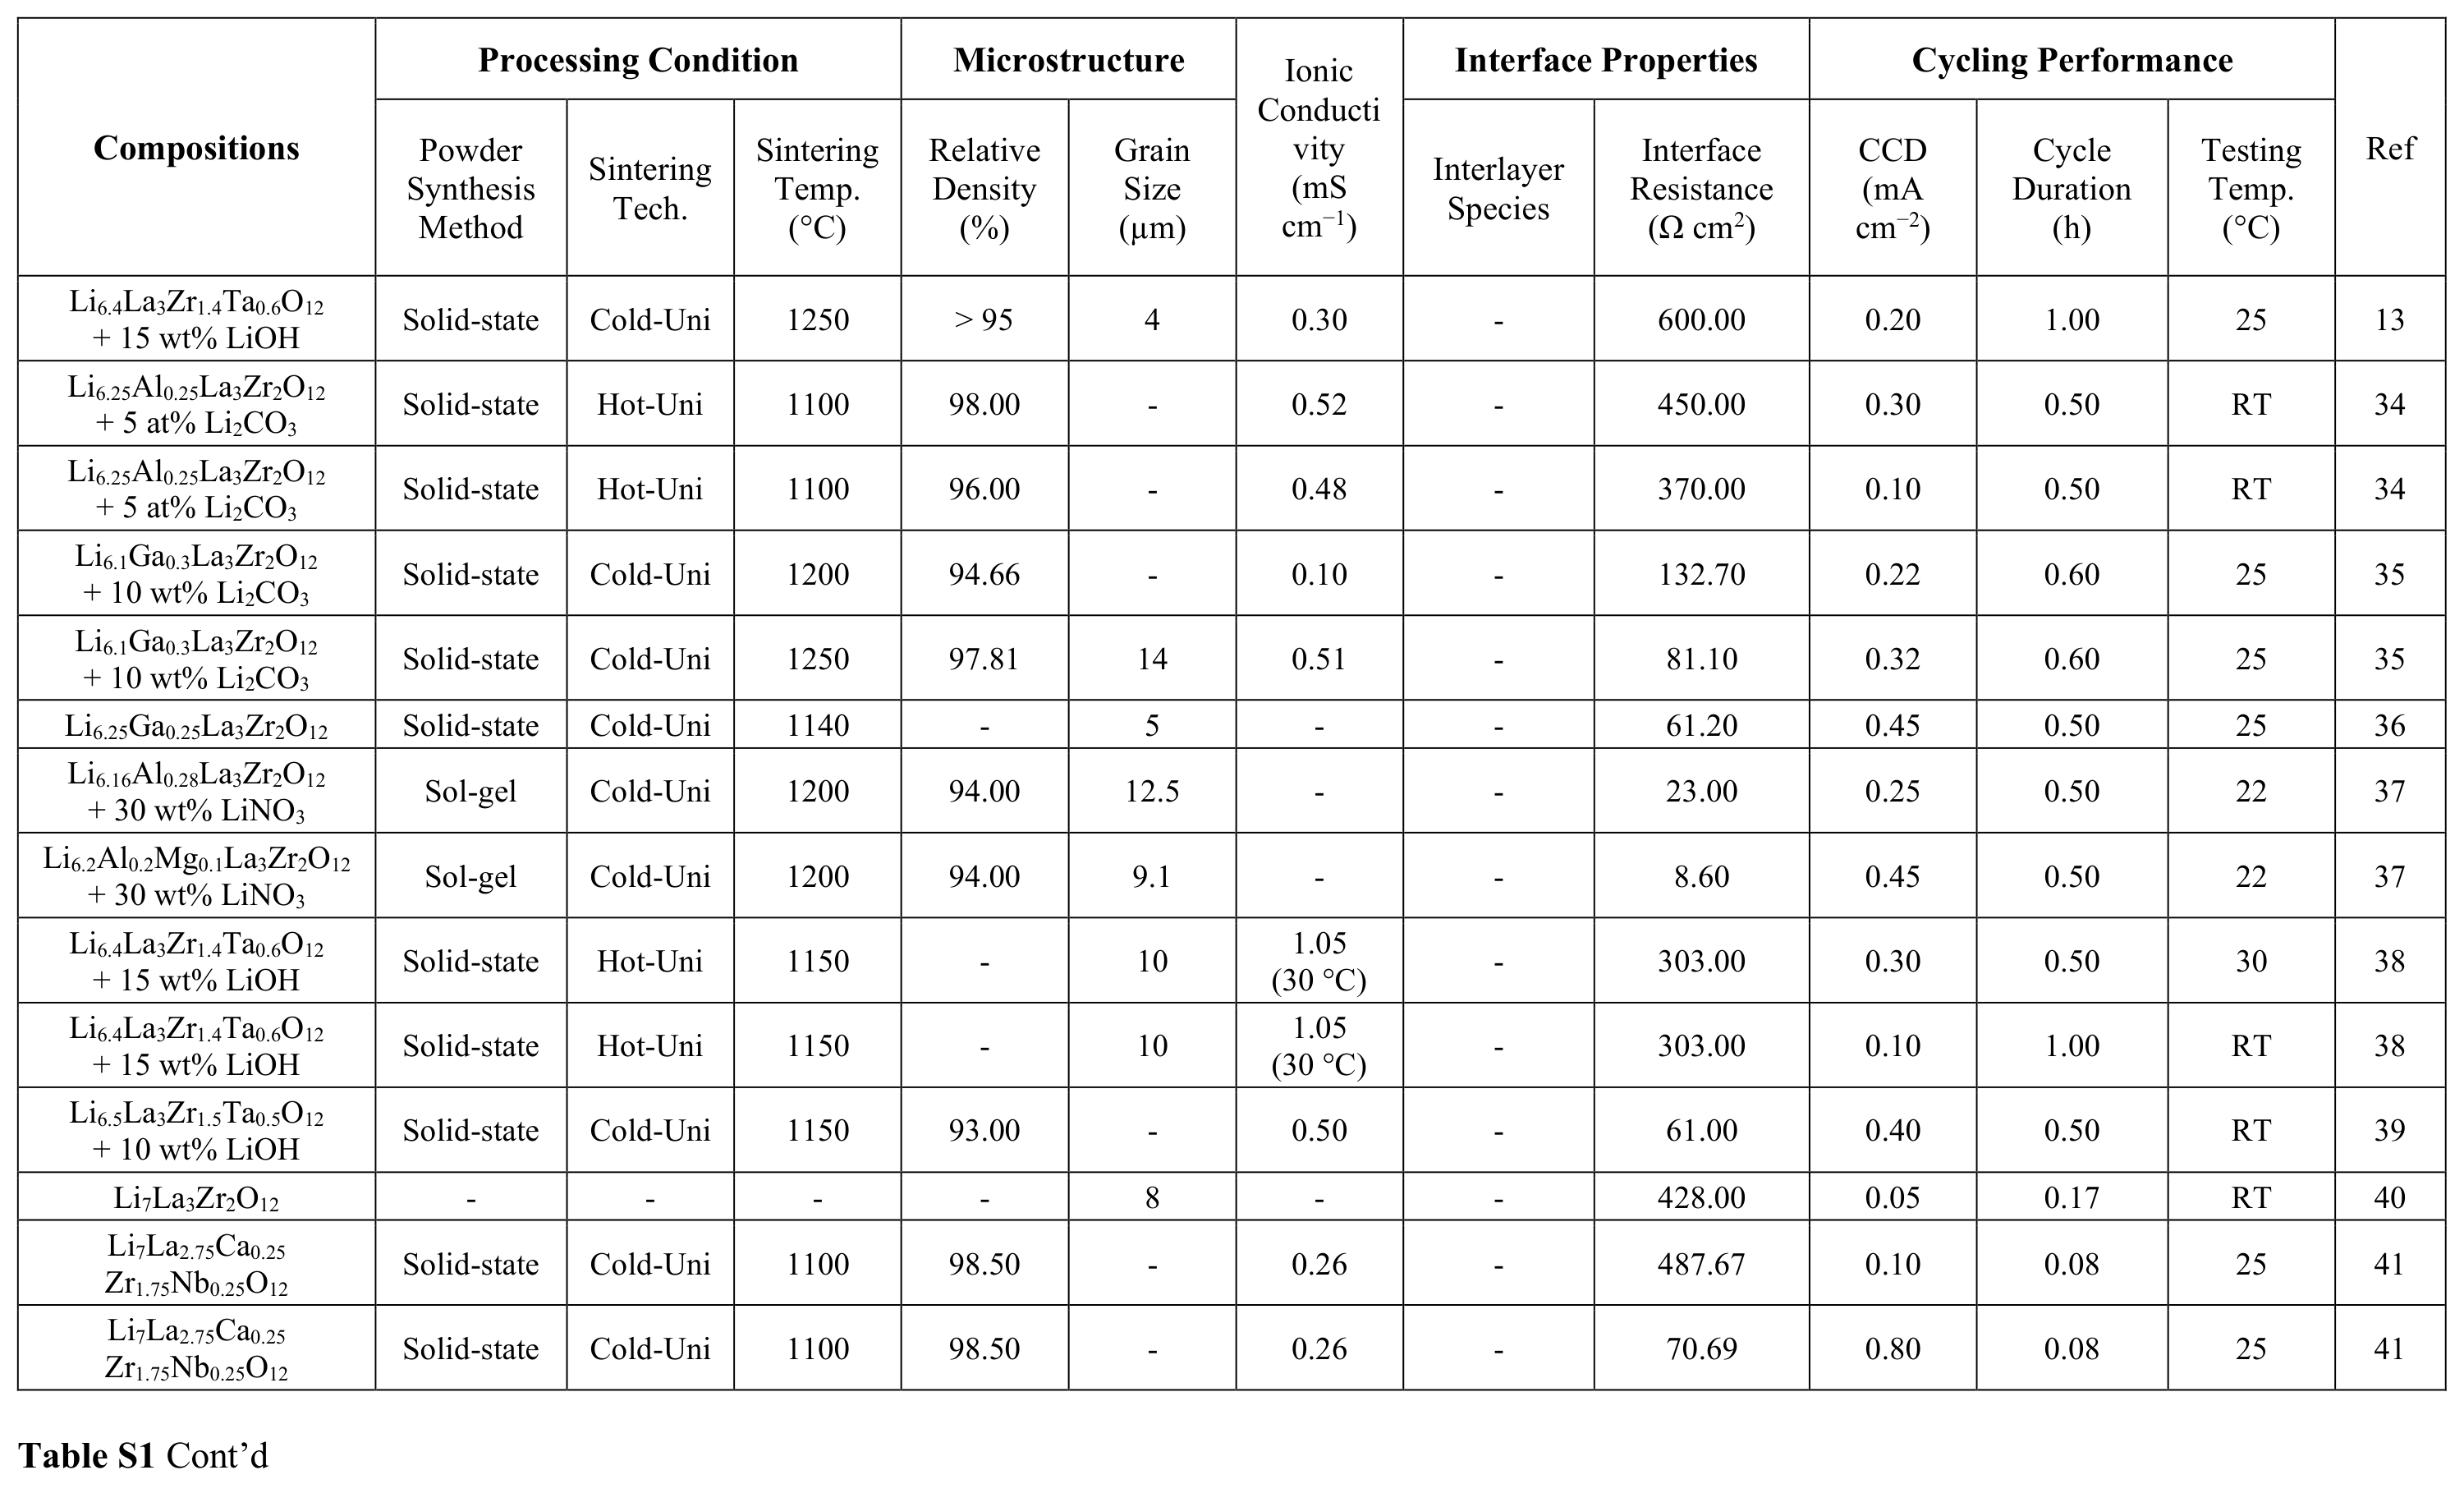 Compositions Processing Condition Microstructure Ionic Conductivity (mS cm⁻¹) Interface Properties Cycling Performance Ref
Powder Synthesis Method Sintering Tech. Sintering Temp. (°C) Relative Density (%) Grain Size (µm) Interlayer Species Interface Resistance (Ω cm²) CCD (mA cm⁻²) Cycle Duration (h) Testing Temp. (°C)
Li₆.₄La₃Zr₁.₄Ta₀.₆O₁₂ + 15 wt% LiOH Solid-state Cold-Uni 1250 > 95 4 0.30 - 600.00 0.20 1.00 25 13
Li₆.₂₅Al₀.₂₅La₃Zr₂O₁₂ + 5 at% Li₂CO₃ Solid-state Hot-Uni 1100 98.00 - 0.52 - 450.00 0.30 0.50 RT 34
Li₆.₂₅Al₀.₂₅La₃Zr₂O₁₂ + 5 at% Li₂CO₃ Solid-state Hot-Uni 1100 96.00 - 0.48 - 370.00 0.10 0.50 RT 34
Li₆.₁Ga₀.₃La₃Zr₂O₁₂ + 10 wt% Li₂CO₃ Solid-state Cold-Uni 1200 94.66 - 0.10 - 132.70 0.22 0.60 25 35
Li₆.₁Ga₀.₃La₃Zr₂O₁₂ + 10 wt% Li₂CO₃ Solid-state Cold-Uni 1250 97.81 14 0.51 - 81.10 0.32 0.60 25 35
Li₆.₂₅Ga₀.₂₅La₃Zr₂O₁₂ Solid-state Cold-Uni 1140 - 5 - - 61.20 0.45 0.50 25 36
Li₆.₁₆Al₀.₂₈La₃Zr₂O₁₂ + 30 wt% LiNO₃ Sol-gel Cold-Uni 1200 94.00 12.5 - - 23.00 0.25 0.50 22 37
Li₆.₂Al₀.₂Mg₀.₁La₃Zr₂O₁₂ + 30 wt% LiNO₃ Sol-gel Cold-Uni 1200 94.00 9.1 - - 8.60 0.45 0.50 22 37
Li₆.₄La₃Zr₁.₄Ta₀.₆O₁₂ + 15 wt% LiOH Solid-state Hot-Uni 1150 - 10 1.05 (30 °C) - 303.00 0.30 0.50 30 38
Li₆.₄La₃Zr₁.₄Ta₀.₆O₁₂ + 15 wt% LiOH Solid-state Hot-Uni 1150 - 10 1.05 (30 °C) - 303.00 0.10 1.00 RT 38
Li₆.₅La₃Zr₁.₅Ta₀.₅O₁₂ + 10 wt% LiOH Solid-state Cold-Uni 1150 93.00 - 0.50 - 61.00 0.40 0.50 RT 39
Li₇La₃Zr₂O₁₂ - - - - 8 - - 428.00 0.05 0.17 RT 40
Li₇La₂.₇₅Ca₀.₂₅Zr₁.₇₅Nb₀.₂₅O₁₂ Solid-state Cold-Uni 1100 98.50 - 0.26 - 487.67 0.10 0.08 25 41
Li₇La₂.₇₅Ca₀.₂₅Zr₁.₇₅Nb₀.₂₅O₁₂ Solid-state Cold-Uni 1100 98.50 - 0.26 - 70.69 0.80 0.08 25 41
Table S1 Cont’d